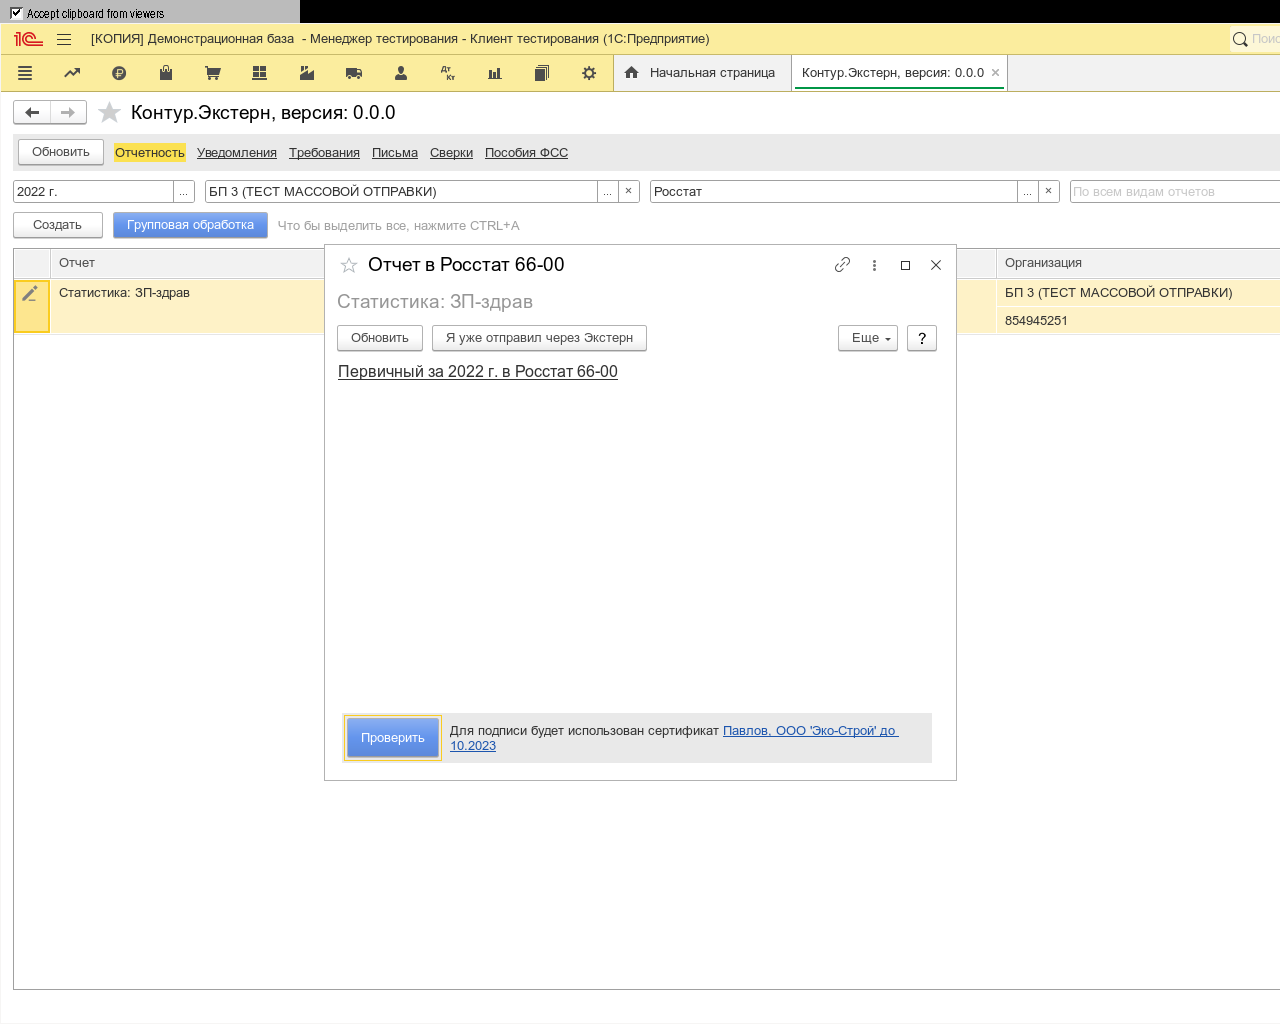 Accept clipboard from viewers
[КОПИЯ] Демонстрационная база - Менеджер тестирования - Клиент тестирования (1С:Предприятие)
Начальная страница
Контур.Экстерн, версия: 0.0.0
Контур.Экстерн, версия: 0.0.0
Обновить Отчетность Уведомления Требования Письма Сверки Пособия ФСС
2022 г. ... БП 3 (ТЕСТ МАССОВОЙ ОТПРАВКИ) ... × Росстат ... × По всем видам отчетов
Создать Групповая обработка Что бы выделить все, нажмите CTRL+A
Отчет Организация
Статистика: ЗП-здрав БП 3 (ТЕСТ МАССОВОЙ ОТПРАВКИ)
854945251
Отчет в Росстат 66-00
Статистика: ЗП-здрав
Обновить Я уже отправил через Экстерн Еще ?
Первичный за 2022 г. в Росстат 66-00
Проверить
Для подписи будет использован сертификат Павлов, ООО 'Эко-Строй' до
10.2023